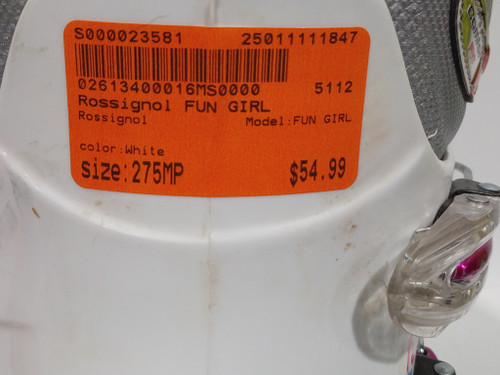 S000023581 25011111847
02613400016MS0000 5112
Rossignol FUN GIRL
Rossignol Model:FUN GIRL
color:White
size:275MP $54.99